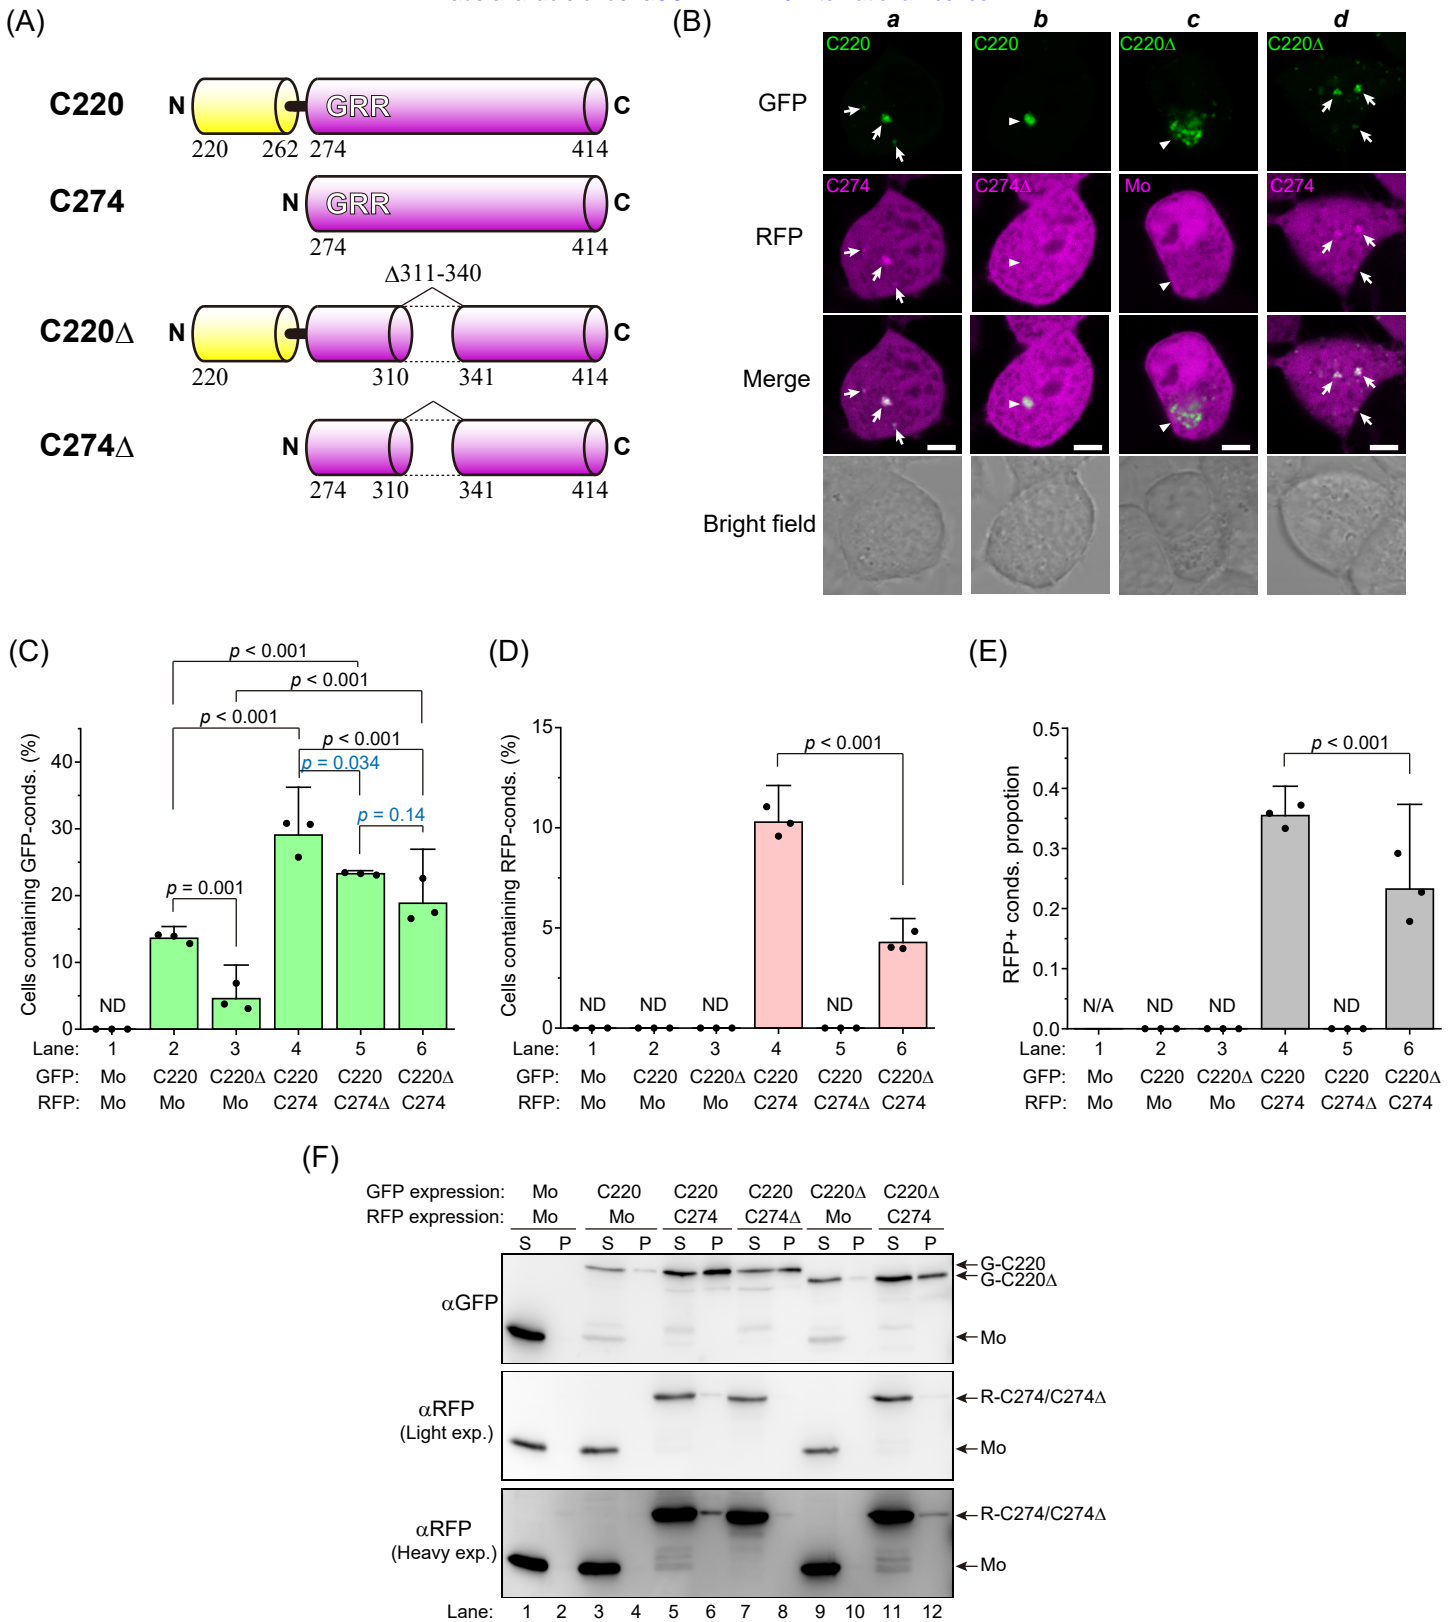 (A)
C220
N
GRR
C
220
262
274
414
C274
N
GRR
C
274
414
Δ311-340
C220Δ
N
C
220
310
341
414
C274Δ
N
C
274
310
341
414
(B)
a
b
c
d
GFP
C220
C220
C220Δ
C220Δ
RFP
C274
C274Δ
Mo
C274
Merge
Bright field
(C)
Cells containing GFP-conds. (%)
p < 0.001
p < 0.001
p < 0.001
p < 0.001
p = 0.034
p = 0.14
p = 0.001
40
30
20
10
0
ND
Lane: 1 2 3 4 5 6
GFP: Mo C220 C220Δ C220 C220 C220Δ
RFP: Mo Mo Mo C274 C274Δ C274
(D)
Cells containing RFP-conds. (%)
p < 0.001
15
10
5
0
ND ND ND ND
Lane: 1 2 3 4 5 6
GFP: Mo C220 C220Δ C220 C220 C220Δ
RFP: Mo Mo Mo C274 C274Δ C274
(E)
RFP+ conds. propotion
p < 0.001
0.5
0.4
0.3
0.2
0.1
0.0
N/A ND ND ND
Lane: 1 2 3 4 5 6
GFP: Mo C220 C220Δ C220 C220 C220Δ
RFP: Mo Mo Mo C274 C274Δ C274
(F)
GFP expression: Mo C220 C220 C220 C220Δ C220Δ
RFP expression: Mo Mo C274 C274Δ Mo C274
S P S P S P S P S P S P
αGFP
G-C220
G-C220Δ
Mo
αRFP
(Light exp.)
R-C274/C274Δ
Mo
αRFP
(Heavy exp.)
R-C274/C274Δ
Mo
Lane: 1 2 3 4 5 6 7 8 9 10 11 12